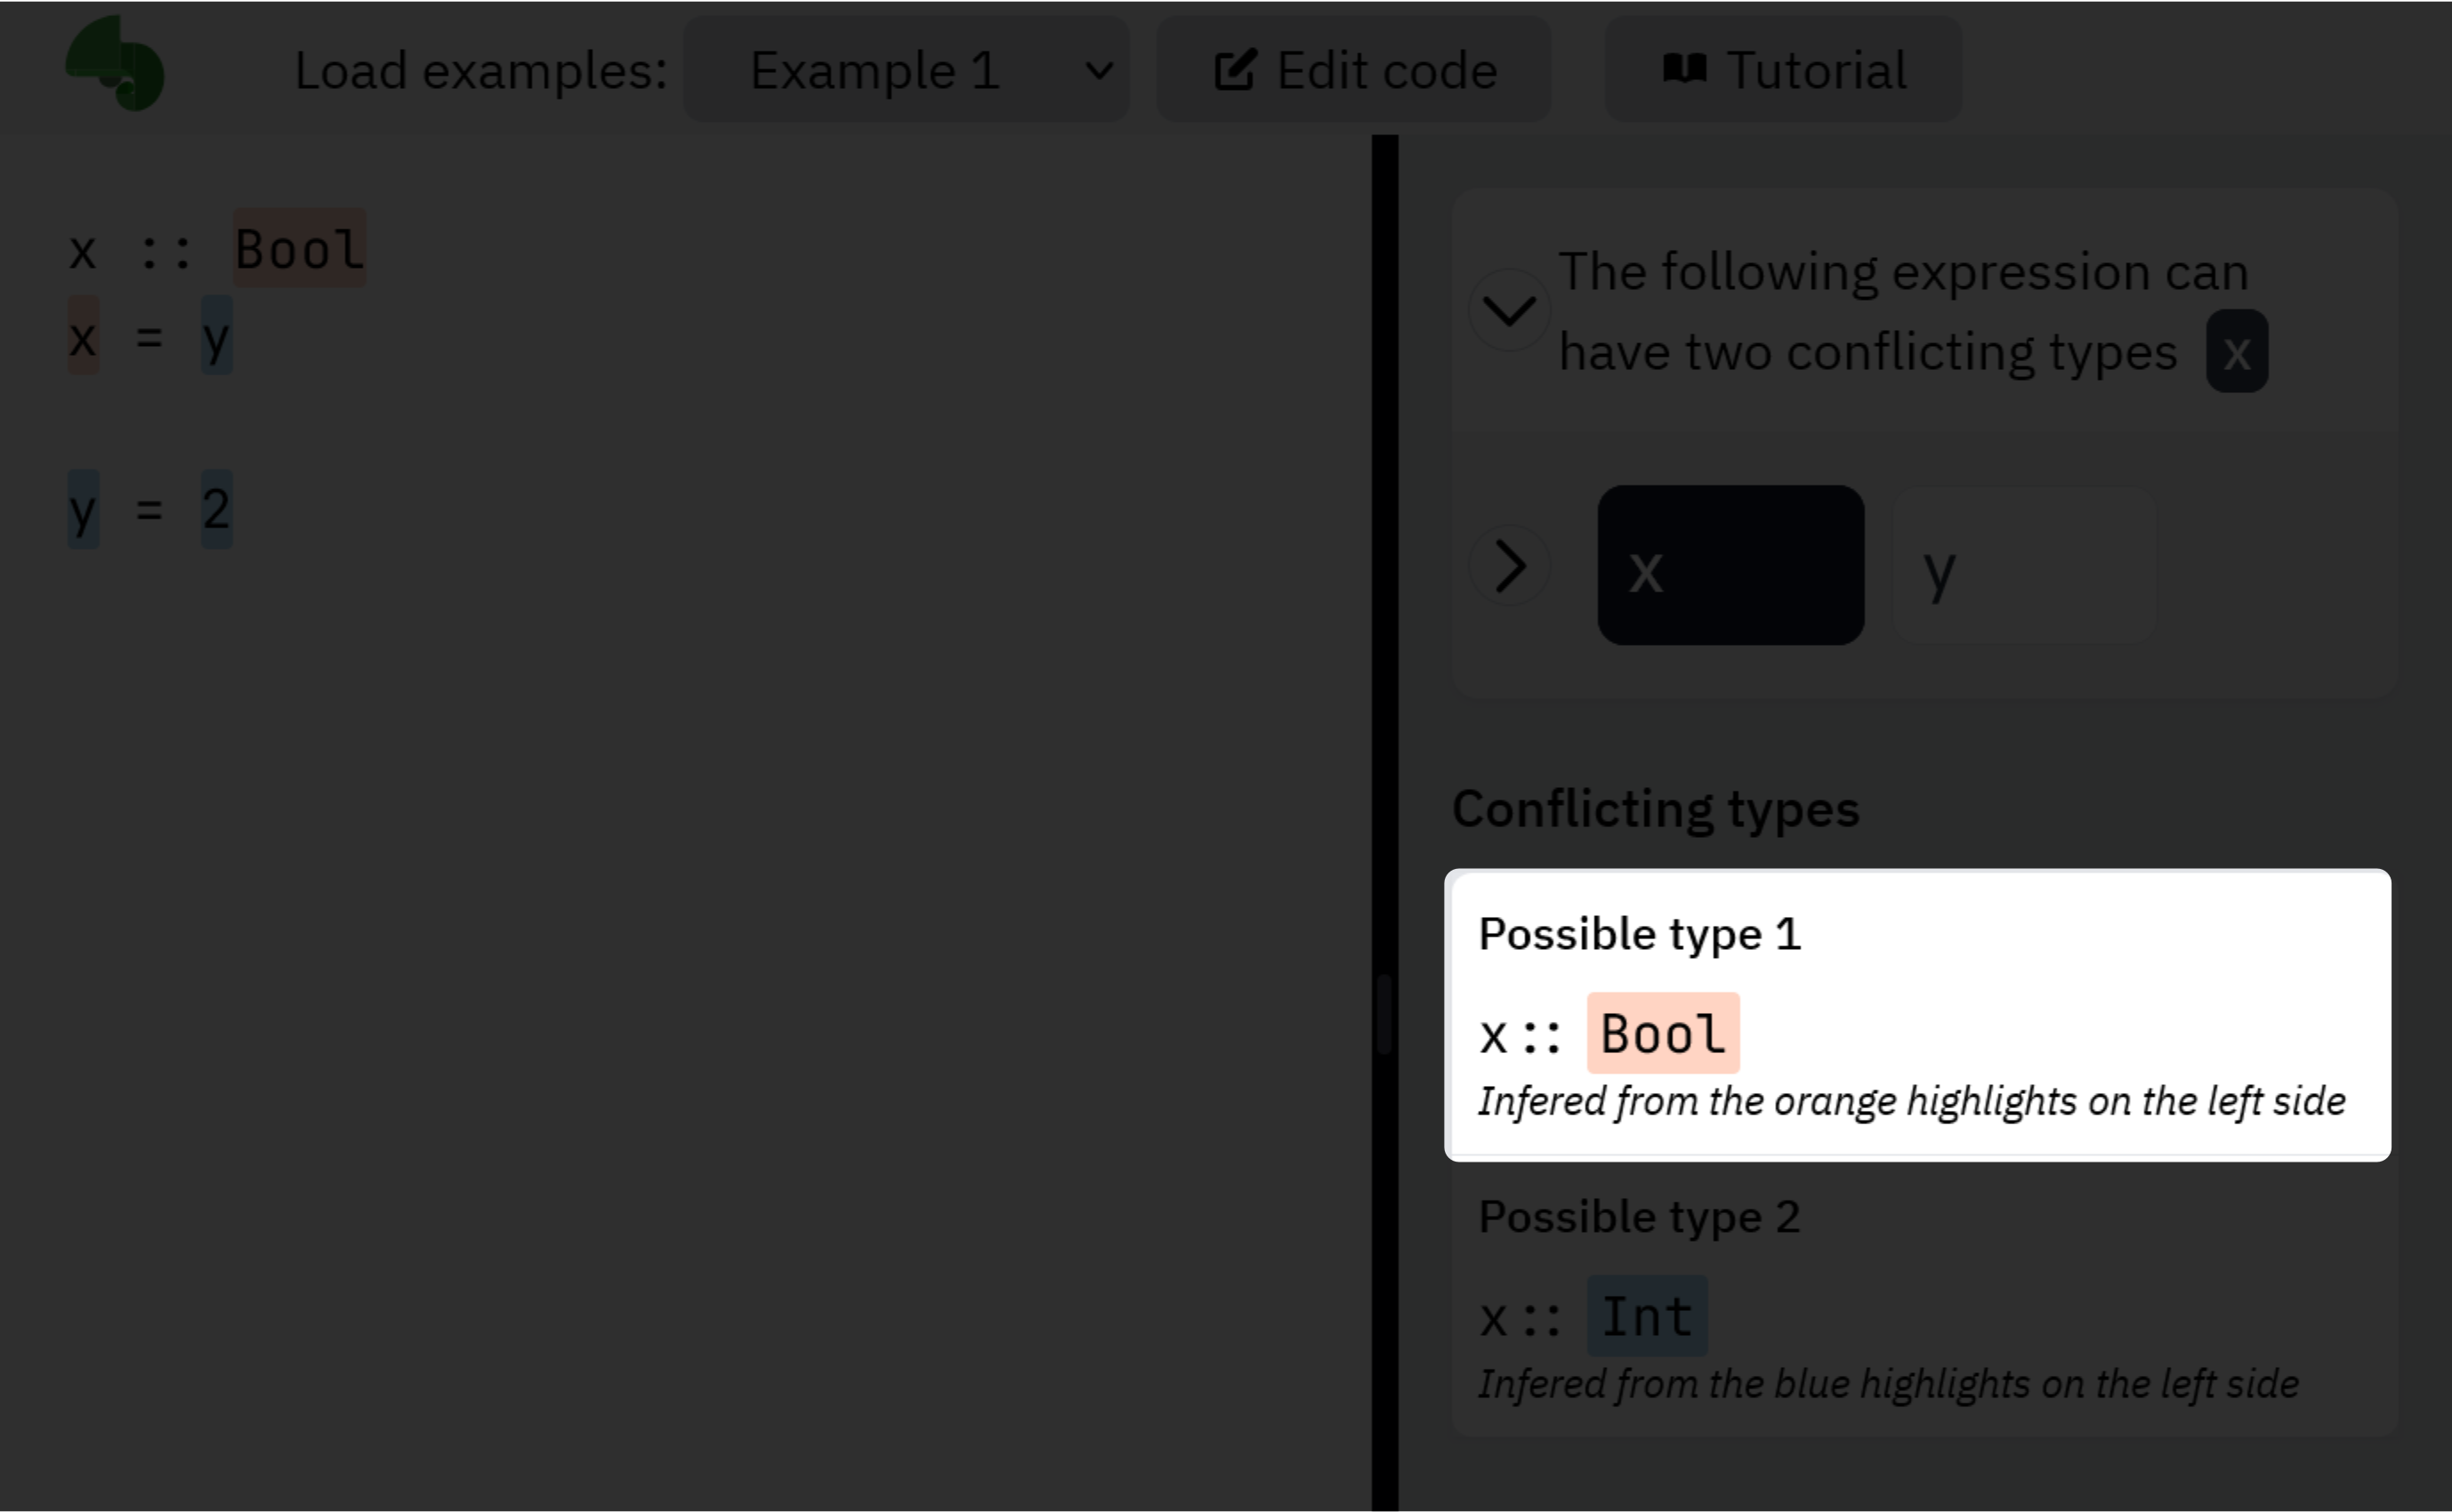 Load examples: Example 1 Edit code Tutorial
x :: Bool
x = y
y = 2
The following expression can
have two conflicting types x
x y
Conflicting types
Possible type 1
x :: Bool
Infered from the orange highlights on the left side
Possible type 2
x :: Int
Infered from the blue highlights on the left side